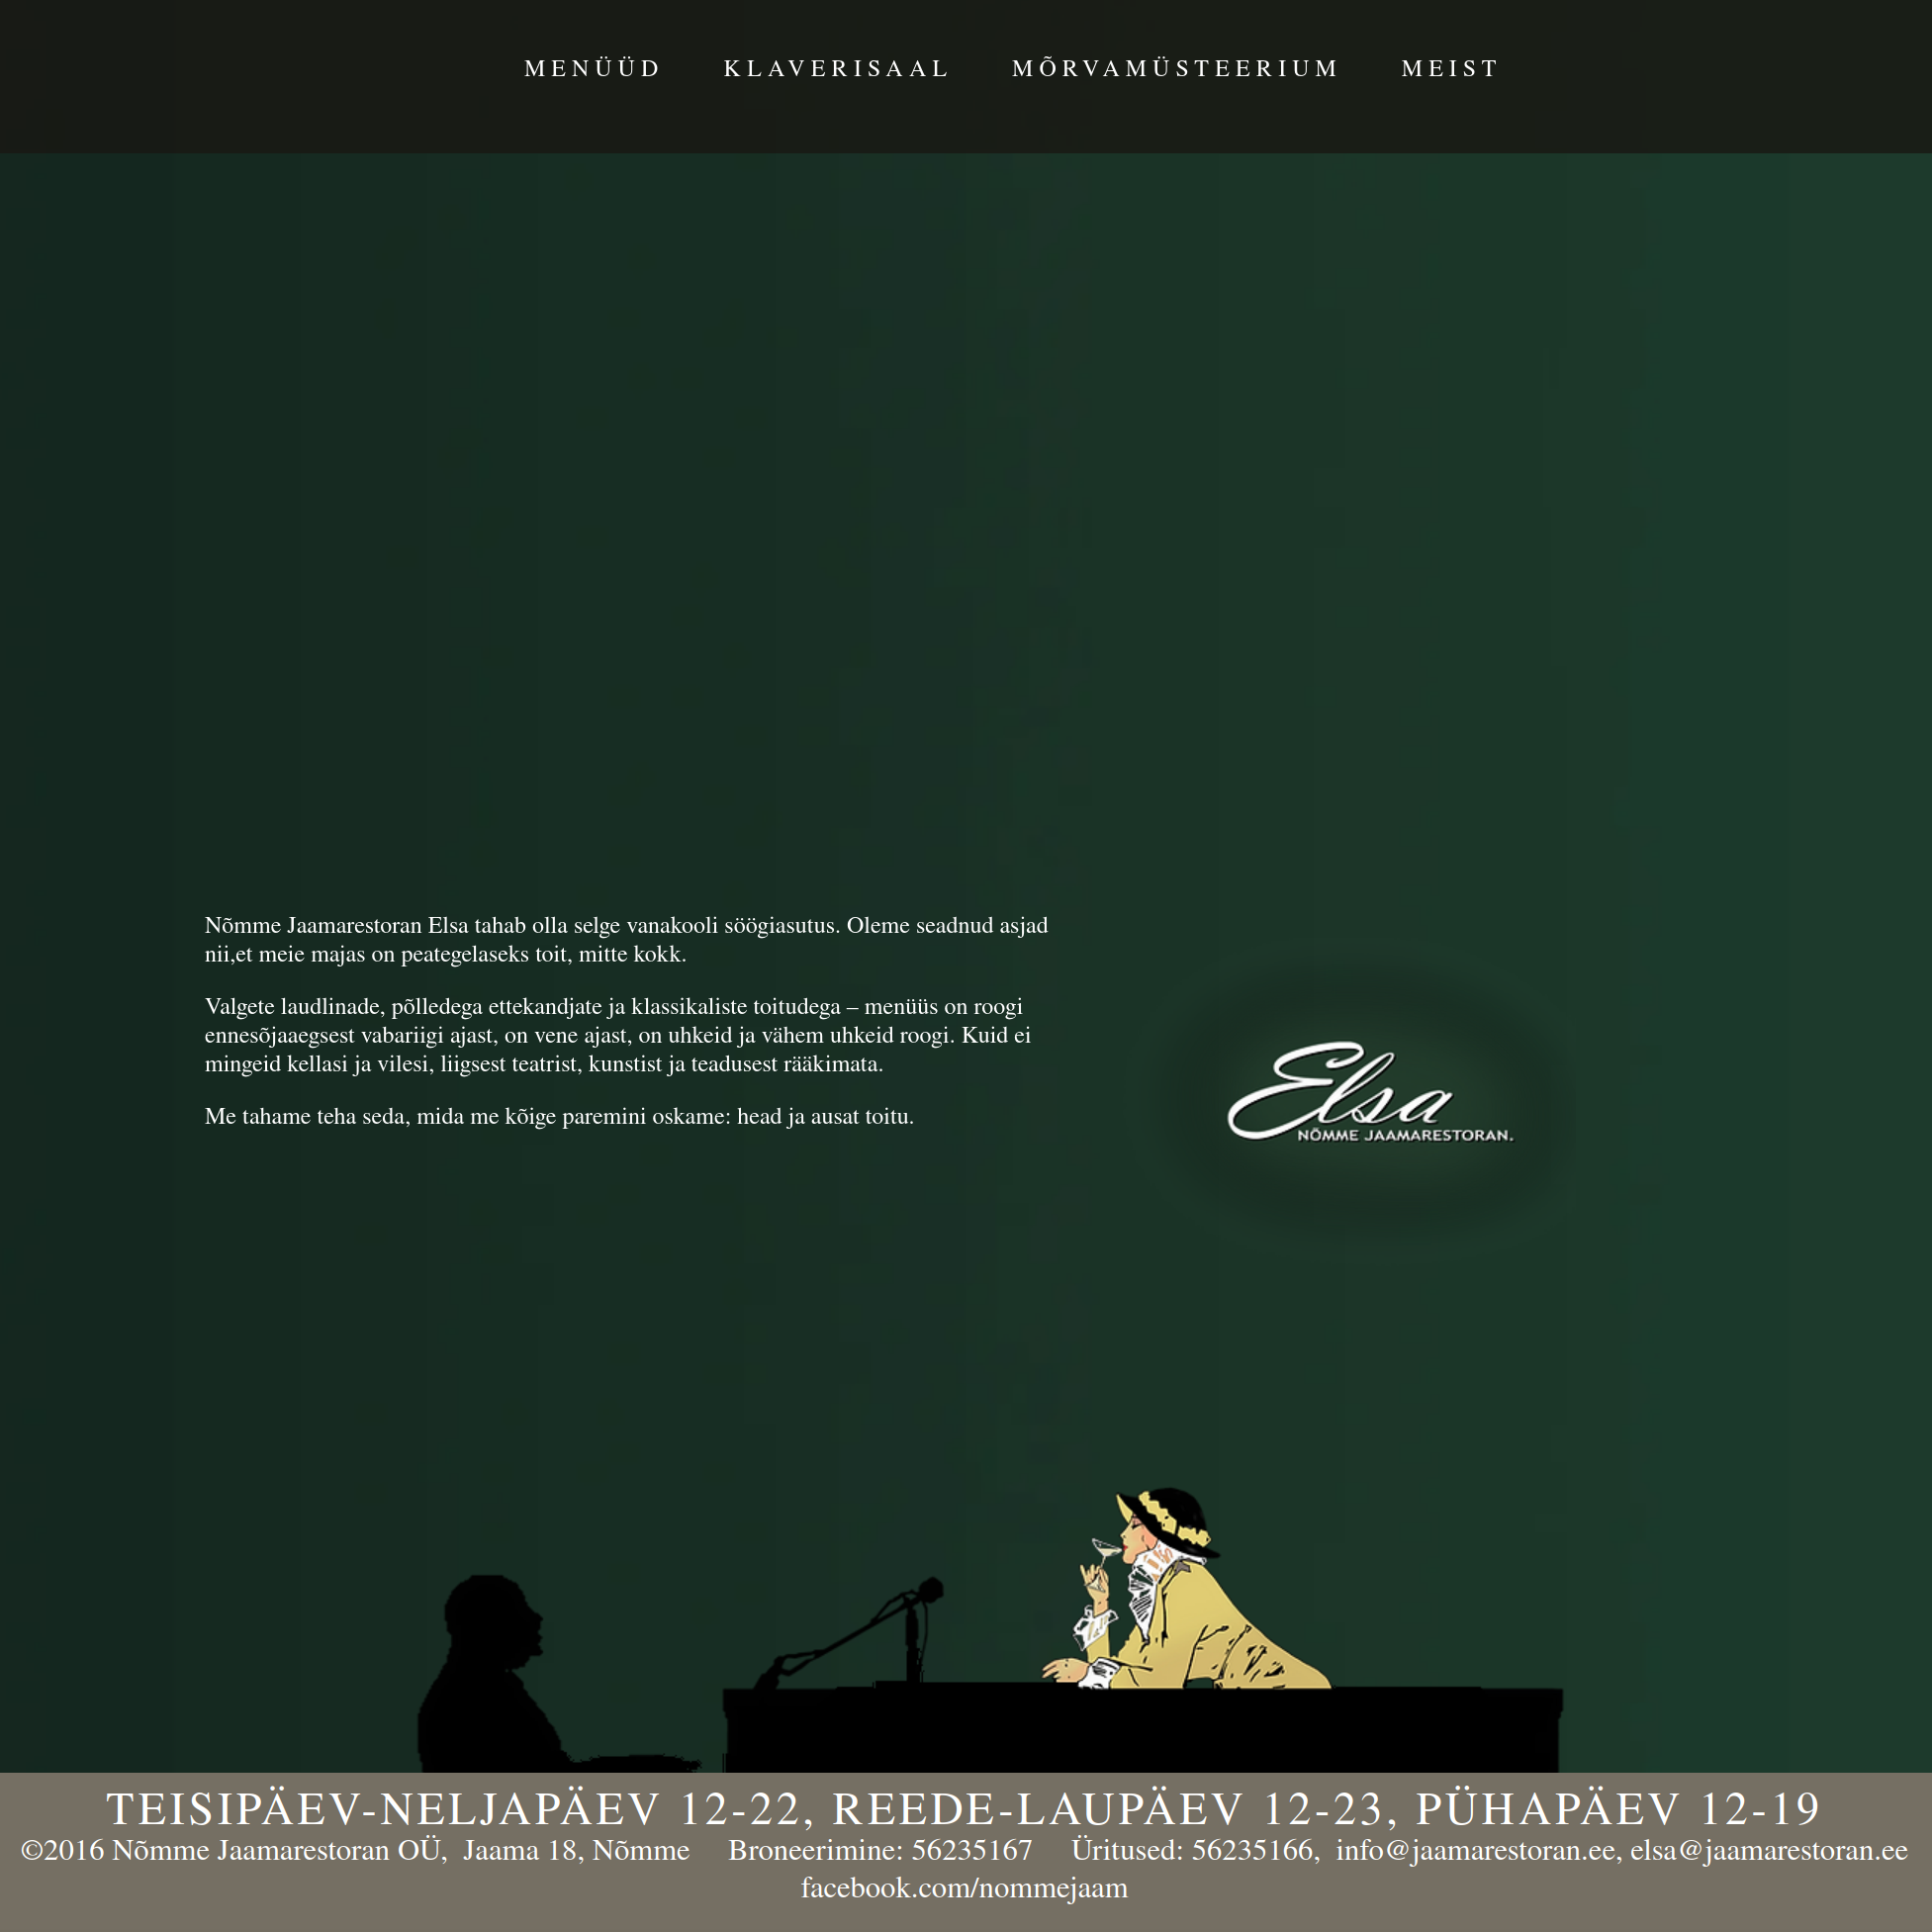 MENÜÜD KLAVERISAAL MÕRVAMÜSTEERIUM MEIST
Nõmme Jaamarestoran Elsa tahab olla selge vanakooli söögiasutus. Oleme seadnud asjad
nii,et meie majas on peategelaseks toit, mitte kokk.
Valgete laudlinade, põlledega ettekandjate ja klassikaliste toitudega – menüüs on roogi
ennesõjaaegsest vabariigi ajast, on vene ajast, on uhkeid ja vähem uhkeid roogi. Kuid ei
mingeid kellasi ja vilesi, liigsest teatrist, kunstist ja teadusest rääkimata.
Me tahame teha seda, mida me kõige paremini oskame: head ja ausat toitu.
Elsa
NÕMME JAAMARESTORAN.
TEISIPÄEV-NELJAPÄEV 12-22, REEDE-LAUPÄEV 12-23, PÜHAPÄEV 12-19
©2016 Nõmme Jaamarestoran OÜ, Jaama 18, Nõmme Broneerimine: 56235167 Üritused: 56235166, info@jaamarestoran.ee, elsa@jaamarestoran.ee
facebook.com/nommejaam